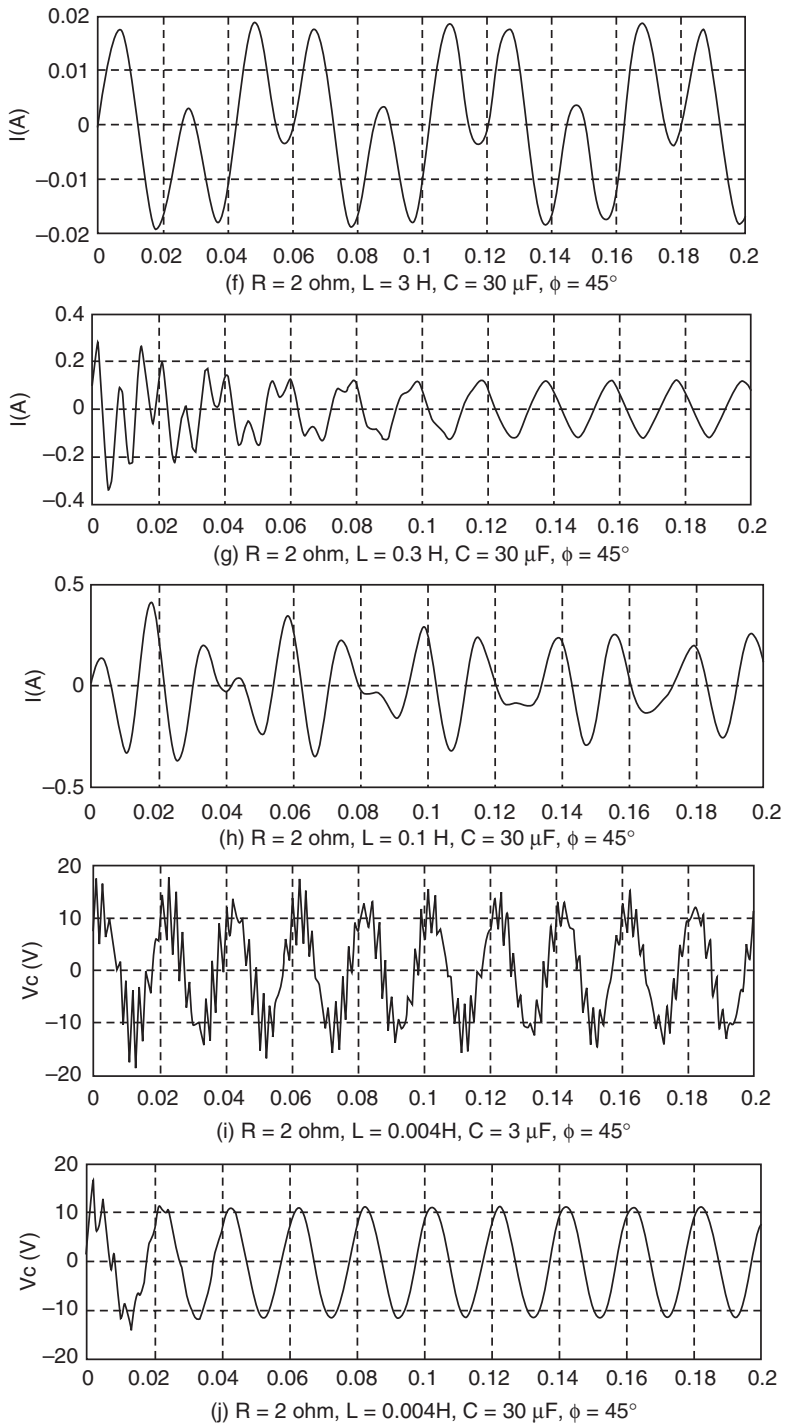 0.02
0.01
0
–0.01
–0.02
I(A)
0 0.02 0.04 0.06 0.08 0.1 0.12 0.14 0.16 0.18 0.2
(f) R = 2 ohm, L = 3 H, C = 30 μF, ϕ = 45°
0.4
0.2
0
–0.2
–0.4
I(A)
0 0.02 0.04 0.06 0.08 0.1 0.12 0.14 0.16 0.18 0.2
(g) R = 2 ohm, L = 0.3 H, C = 30 μF, ϕ = 45°
0.5
0
–0.5
I(A)
0 0.02 0.04 0.06 0.08 0.1 0.12 0.14 0.16 0.18 0.2
(h) R = 2 ohm, L = 0.1 H, C = 30 μF, ϕ = 45°
20
10
0
–10
–20
Vc (V)
0 0.02 0.04 0.06 0.08 0.1 0.12 0.14 0.16 0.18 0.2
(i) R = 2 ohm, L = 0.004H, C = 3 μF, ϕ = 45°
20
10
0
–10
–20
Vc (V)
0 0.02 0.04 0.06 0.08 0.1 0.12 0.14 0.16 0.18 0.2
(j) R = 2 ohm, L = 0.004H, C = 30 μF, ϕ = 45°